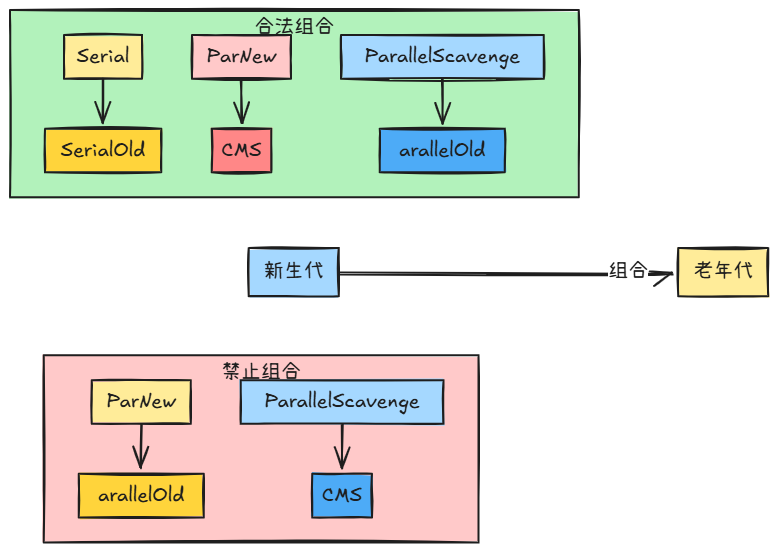 合法组合
Serial
ParNew
ParallelScavenge
SerialOld
CMS
arallelOld
新生代
组合
老年代
禁止组合
ParNew
ParallelScavenge
arallelOld
CMS